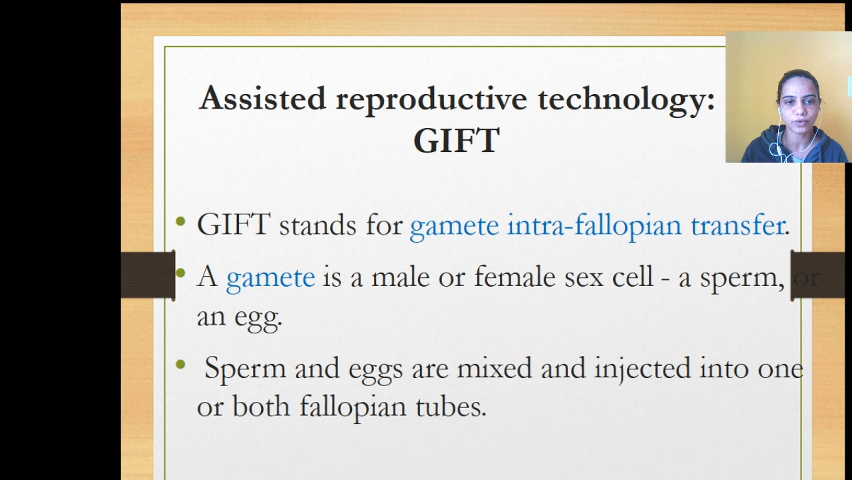 Assisted reproductive technology:
GIFT
• GIFT stands for gamete intra-fallopian transfer.
• A gamete is a male or female sex cell - a sperm, or
an egg.
• Sperm and eggs are mixed and injected into one
or both fallopian tubes.